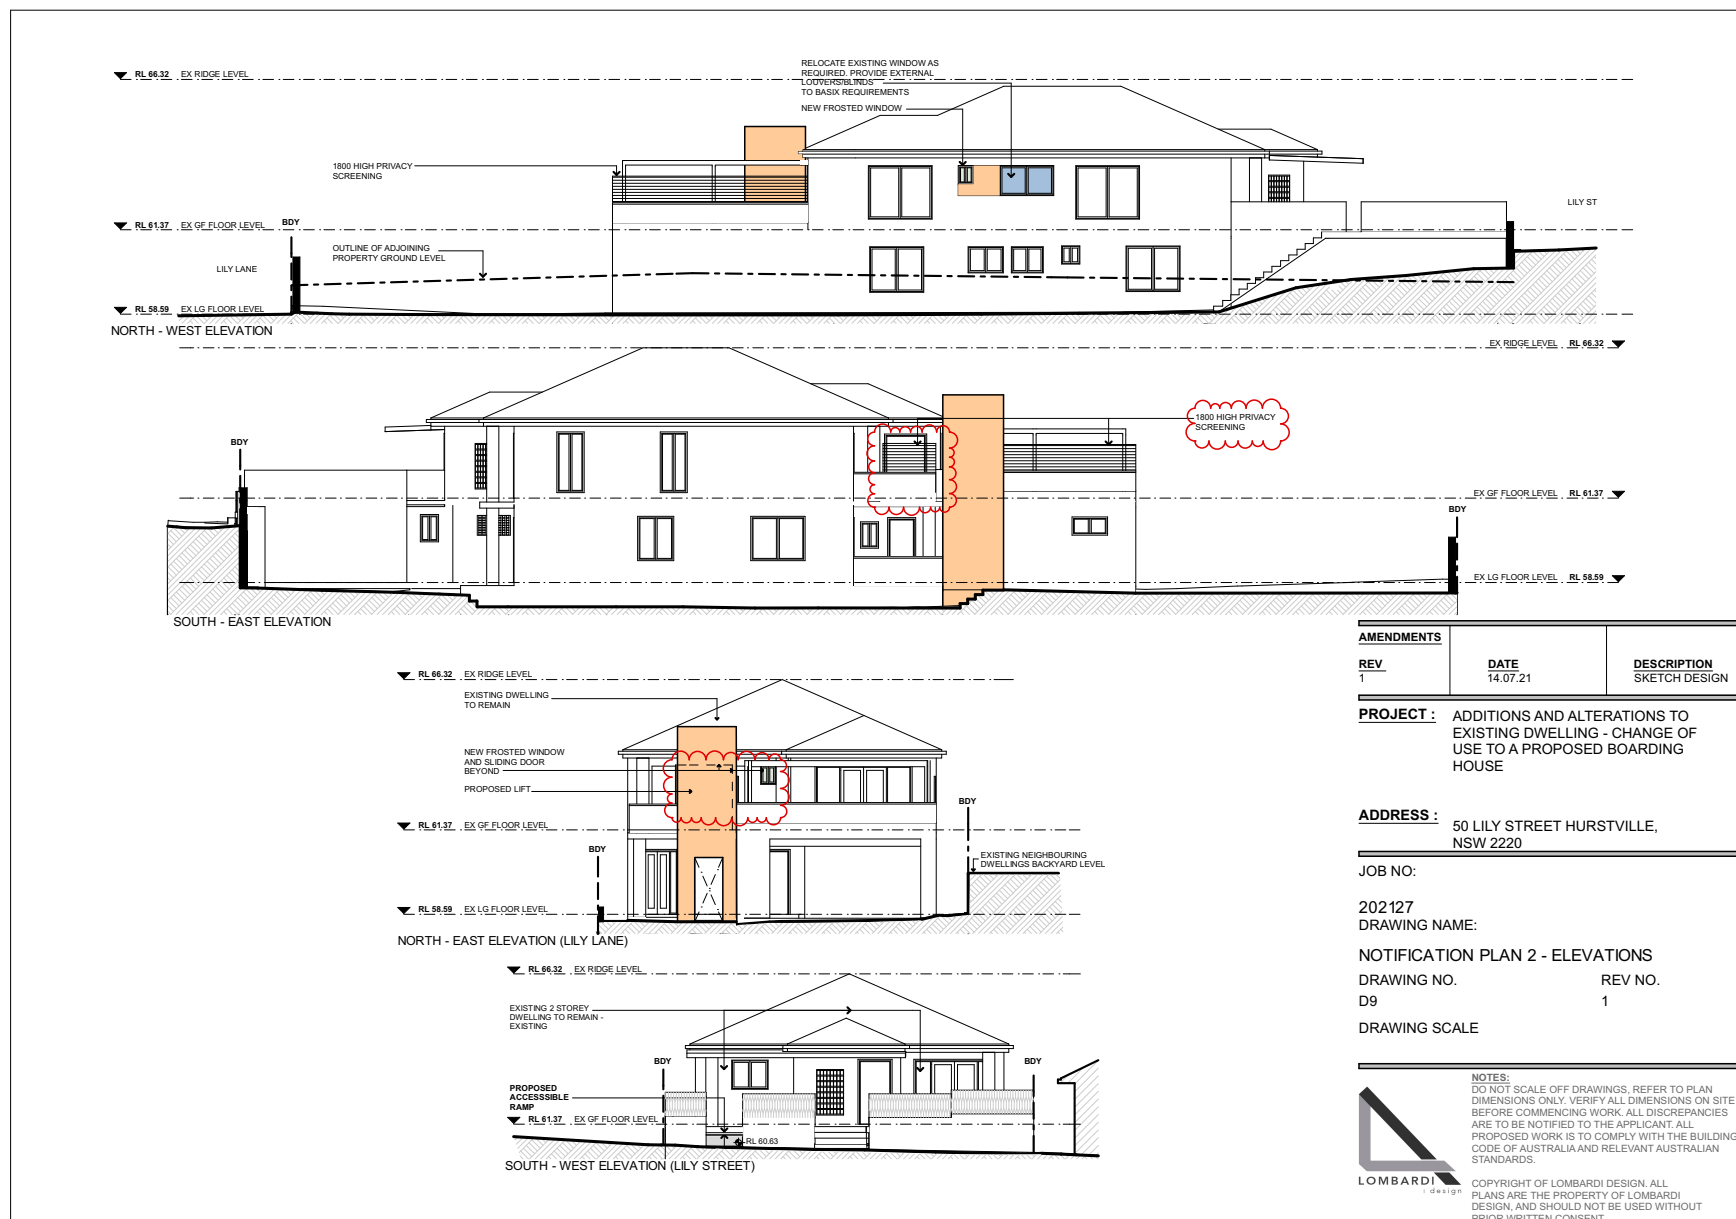 RELOCATE EXISTING WINDOW AS
REQUIRED. PROVIDE EXTERNAL
LOUVERS/BLINDS
TO BASIX REQUIREMENTS
NEW FROSTED WINDOW
RL 66.32 EX RIDGE LEVEL
1800 HIGH PRIVACY
SCREENING
RL 61.37 EX GF FLOOR LEVEL
BDY
LILY ST
OUTLINE OF ADJOINING
PROPERTY GROUND LEVEL
LILY LANE
RL 58.59 EX LG FLOOR LEVEL
NORTH - WEST ELEVATION
EX RIDGE LEVEL RL 66.32
1800 HIGH PRIVACY
SCREENING
BDY
EX GF FLOOR LEVEL RL 61.37
BDY
EX LG FLOOR LEVEL RL 58.59
SOUTH - EAST ELEVATION
RL 66.32 EX RIDGE LEVEL
EXISTING DWELLING
TO REMAIN
NEW FROSTED WINDOW
AND SLIDING DOOR
BEYOND
PROPOSED LIFT
RL 61.37 EX GF FLOOR LEVEL
BDY
BDY
EXISTING NEIGHBOURING
DWELLINGS BACKYARD LEVEL
RL 58.59 EX LG FLOOR LEVEL
NORTH - EAST ELEVATION (LILY LANE)
RL 66.32 EX RIDGE LEVEL
EXISTING 2 STOREY
DWELLING TO REMAIN -
EXISTING
BDY
BDY
PROPOSED
ACCESSSIBLE
RAMP
RL 61.37 EX GF FLOOR LEVEL
RL 60.63
SOUTH - WEST ELEVATION (LILY STREET)
AMENDMENTS
REV DATE DESCRIPTION
1 14.07.21 SKETCH DESIGN
PROJECT : ADDITIONS AND ALTERATIONS TO
EXISTING DWELLING - CHANGE OF
USE TO A PROPOSED BOARDING
HOUSE
ADDRESS :
50 LILY STREET HURSTVILLE,
NSW 2220
JOB NO:
202127
DRAWING NAME:
NOTIFICATION PLAN 2 - ELEVATIONS
DRAWING NO. REV NO.
D9 1
DRAWING SCALE
NOTES:
DO NOT SCALE OFF DRAWINGS, REFER TO PLAN
DIMENSIONS ONLY. VERIFY ALL DIMENSIONS ON SITE
BEFORE COMMENCING WORK. ALL DISCREPANCIES
ARE TO BE NOTIFIED TO THE APPLICANT. ALL
PROPOSED WORK IS TO COMPLY WITH THE BUILDING
CODE OF AUSTRALIA AND RELEVANT AUSTRALIAN
STANDARDS.
COPYRIGHT OF LOMBARDI DESIGN. ALL
PLANS ARE THE PROPERTY OF LOMBARDI
DESIGN, AND SHOULD NOT BE USED WITHOUT
PRIOR WRITTEN CONSENT
LOMBARDI
: design